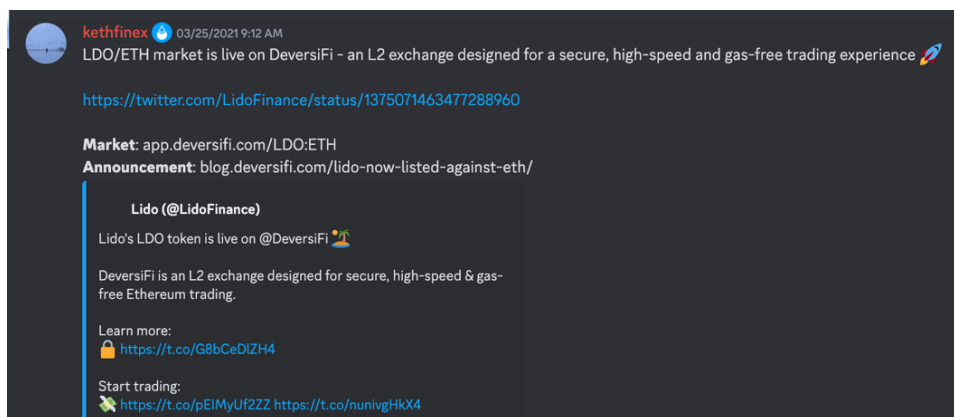 kethfinex 03/25/2021 9:12 AM
LDO/ETH market is live on DeversiFi - an L2 exchange designed for a secure, high-speed and gas-free trading experience 🚀
https://twitter.com/LidoFinance/status/1375071463477288960
Market: app.deversifi.com/LDO:ETH
Announcement: blog.deversifi.com/lido-now-listed-against-eth/
Lido (@LidoFinance)
Lido's LDO token is live on @DeversiFi 🏝️
DeversiFi is an L2 exchange designed for secure, high-speed & gas-
free Ethereum trading.
Learn more:
🔒 https://t.co/G8bCeDlZH4
Start trading:
💸 https://t.co/pEIMyUf2ZZ https://t.co/nunivgHkX4